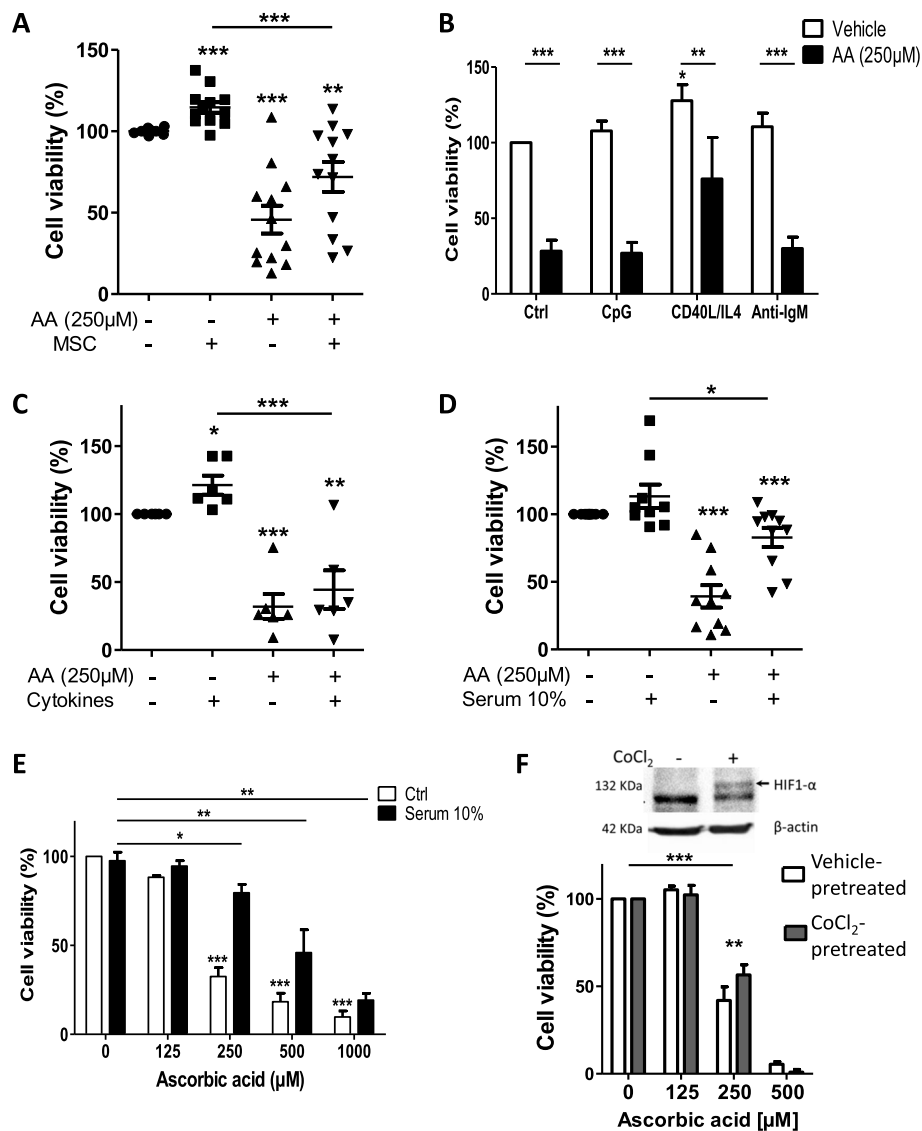 A
***
***
***
**
150
100
50
0
Cell viability (%)
AA (250µM) - - + +
MSC - + - +
B
Vehicle
AA (250µM)
*** *** ** ***
*
150
100
50
0
Cell viability (%)
Ctrl CpG CD40L/IL4 Anti-IgM
C
***
*
***
**
150
100
50
0
Cell viability (%)
AA (250µM) - - + +
Cytokines - + - +
D
*
***
***
150
100
50
0
Cell viability (%)
AA (250µM) - - + +
Serum 10% - + - +
E
Ctrl
Serum 10%
**
**
*
*** *** ***
100
50
0
Cell viability (%)
0 125 250 500 1000
Ascorbic acid (µM)
F
CoCl2 - +
132 KDa
HIF1-α
42 KDa
β-actin
***
**
Vehicle-
pretreated
CoCl2-
pretreated
100
50
0
Cell viability (%)
0 125 250 500
Ascorbic acid [µM]